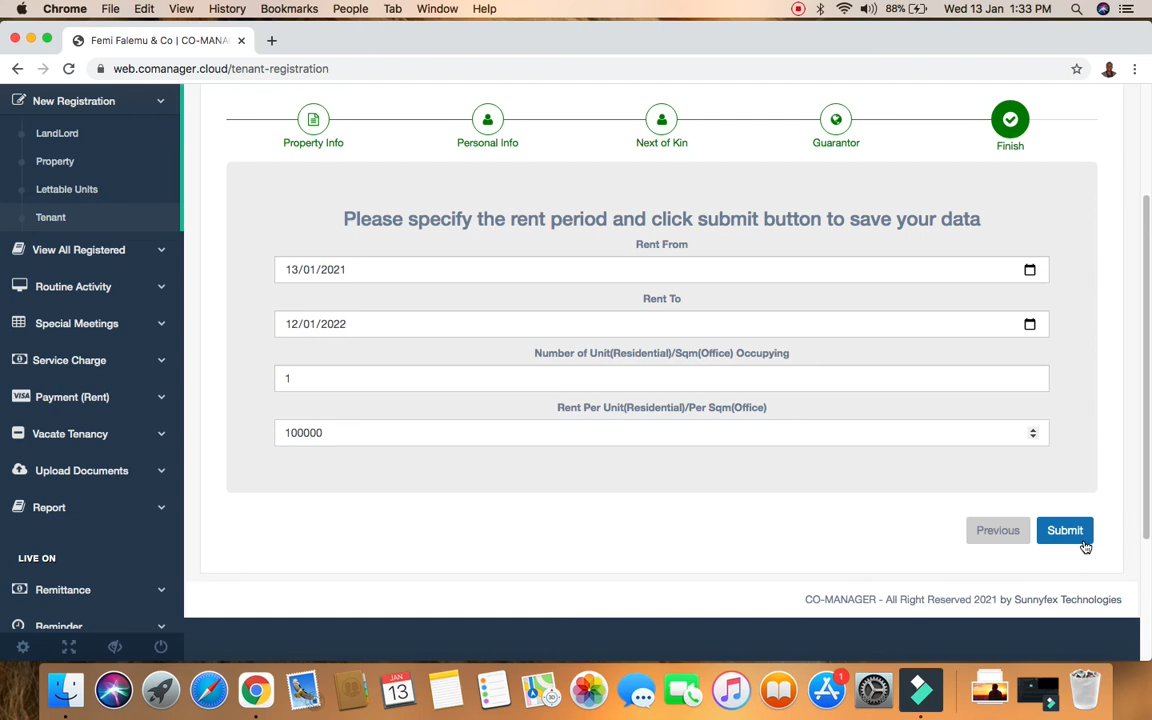 Chrome File Edit View History Bookmarks People Tab Window Help 88% Wed 13 Jan 1:33 PM
Femi Falemu & Co | CO-MANA
web.comanager.cloud/tenant-registration
New Registration
LandLord
Property
Lettable Units
Tenant
View All Registered
Routine Activity
Special Meetings
Service Charge
VISA Payment (Rent)
Vacate Tenancy
Upload Documents
Report
LIVE ON
Remittance
Reminder
Property Info
Personal Info
Next of Kin
Guarantor
Finish
Please specify the rent period and click submit button to save your data
Rent From
13/01/2021
Rent To
12/01/2022
Number of Unit(Residential)/Sqm(Office) Occupying
1
Rent Per Unit(Residential)/Per Sqm(Office)
100000
Previous Submit
CO-MANAGER - All Right Reserved 2021 by Sunnyfex Technologies
JAN
13
1